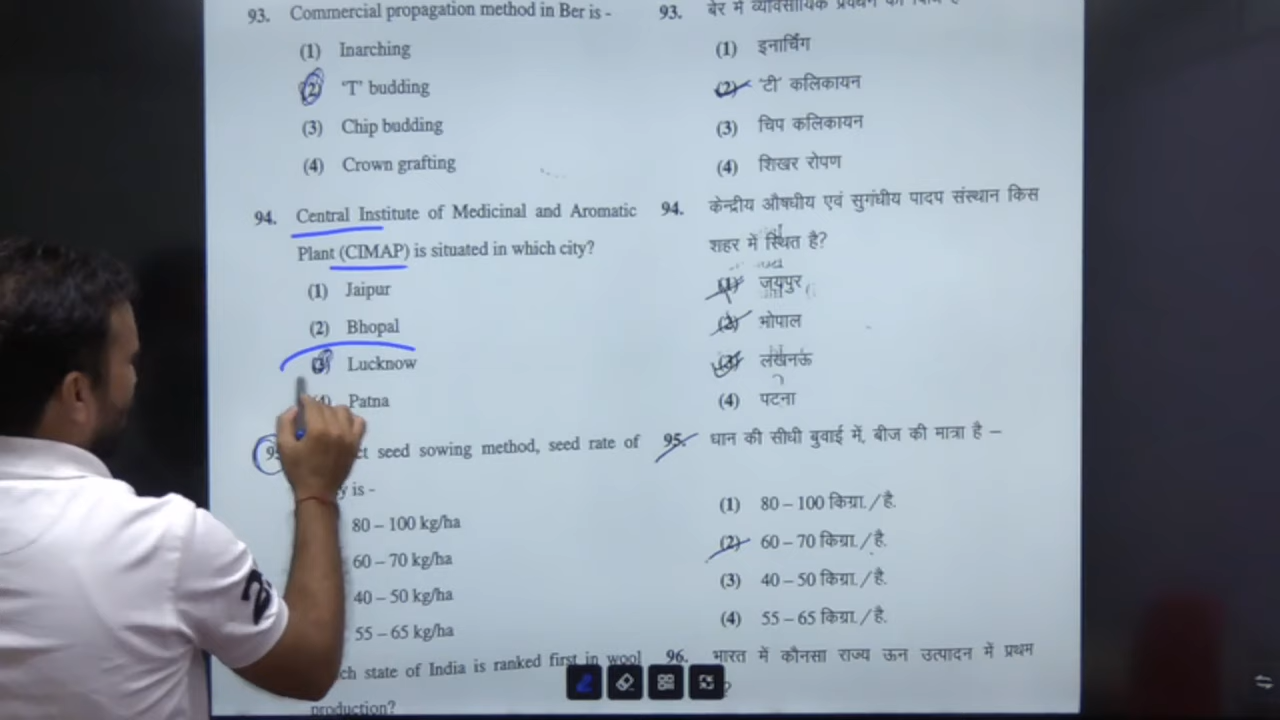 93. Commercial propagation method in Ber is -
(1) Inarching
(2) 'T' budding
(3) Chip budding
(4) Crown grafting
94. Central Institute of Medicinal and Aromatic
Plant (CIMAP) is situated in which city?
(1) Jaipur
(2) Bhopal
(3) Lucknow
(4) Patna
seed sowing method, seed rate of
is -
80 – 100 kg/ha
60 – 70 kg/ha
40 – 50 kg/ha
55 – 65 kg/ha
state of India is ranked first in wool
production?
93. बेर में व्यावसायिक
(1) इनार्चिंग
(2) 'टी' कलिकायन
(3) चिप कलिकायन
(4) शिखर रोपण
94. केन्द्रीय औषधीय एवं सुगंधीय पादप संस्थान किस
शहर में स्थित है?
(1) जयपुर
(2) भोपाल
(3) लखनऊ
(4) पटना
95. धान की सीधी बुवाई में, बीज की मात्रा है –
(1) 80 – 100 किग्रा./है.
(2) 60 – 70 किग्रा./है.
(3) 40 – 50 किग्रा./है.
(4) 55 – 65 किग्रा./है.
96. भारत में कौनसा राज्य ऊन उत्पादन में प्रथम